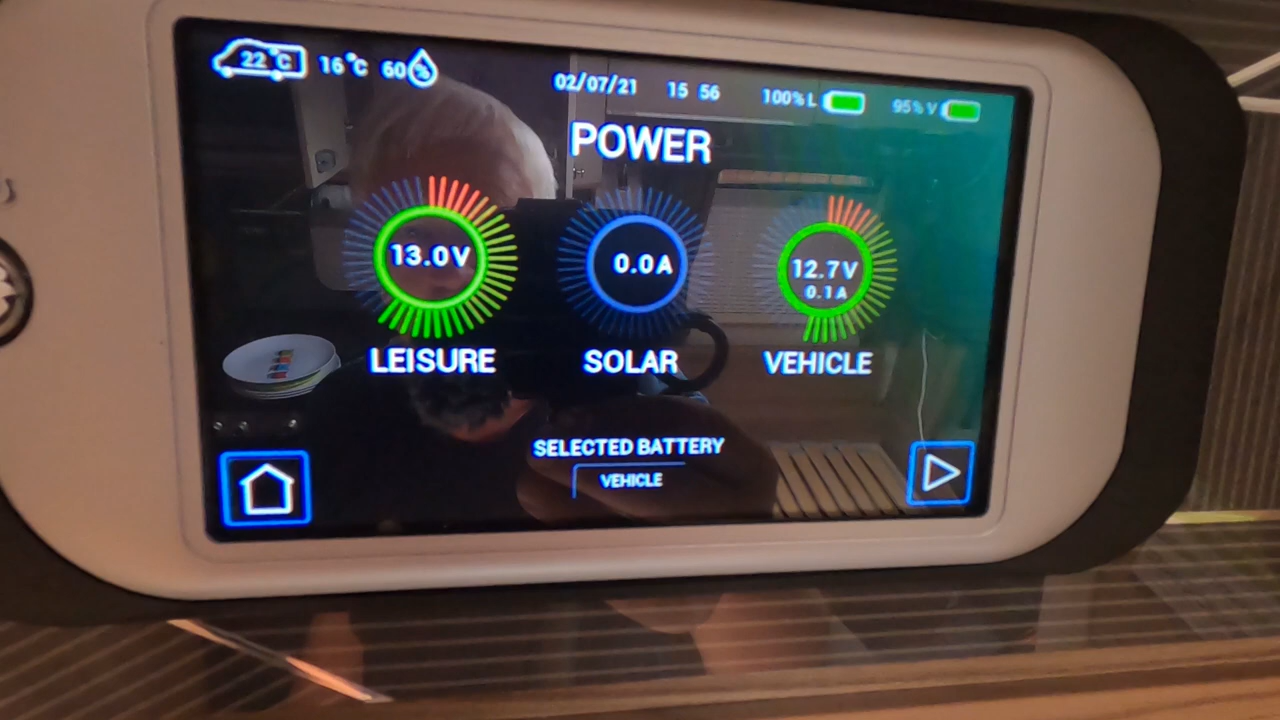 22°C 16°C 60% 02/07/21 15 56 100% L 95% V
POWER
13.0V 0.0A 12.7V
0.1A
LEISURE SOLAR VEHICLE
SELECTED BATTERY
VEHICLE